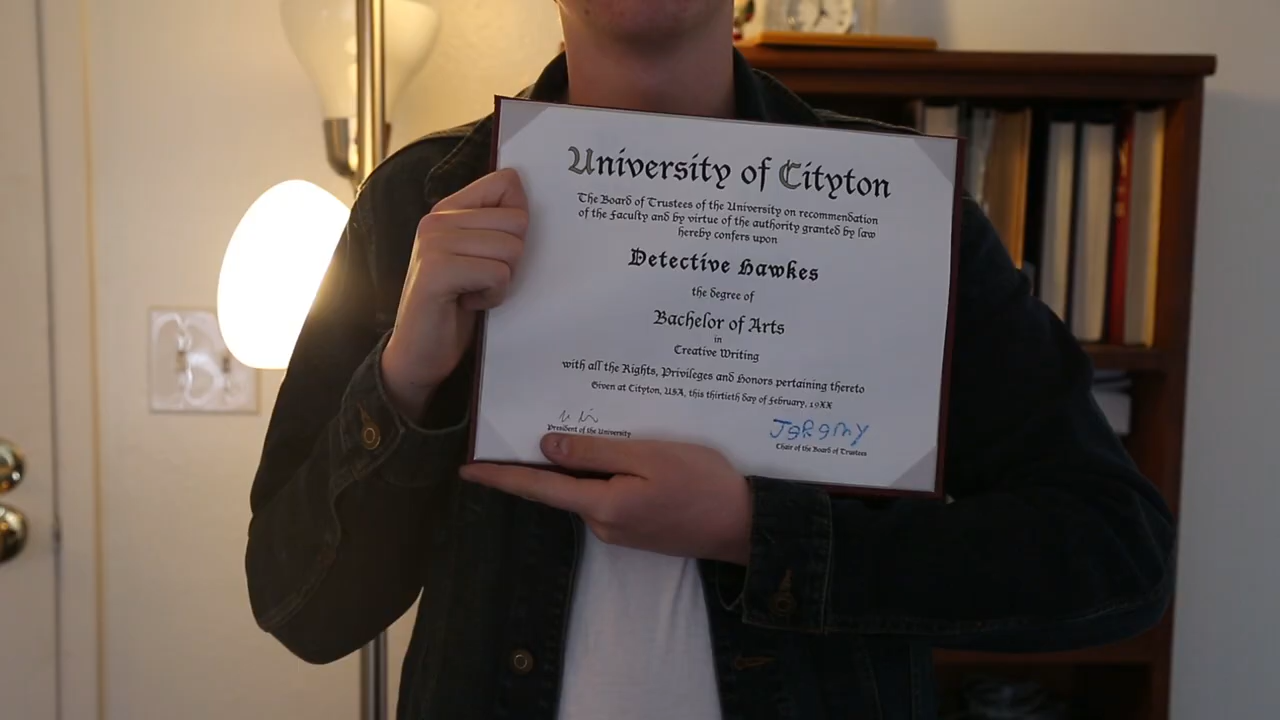 University of Cityton
The Board of Trustees of the University on recommendation
of the Faculty and by virtue of the authority granted by law
hereby confers upon
Detective Hawkes
the degree of
Bachelor of Arts
in
Creative Writing
with all the Rights, Privileges and Honors pertaining thereto
Given at Cityton, USA, this thirtieth day of February, 19XX
President of the University
JeReMy
Chair of the Board of Trustees